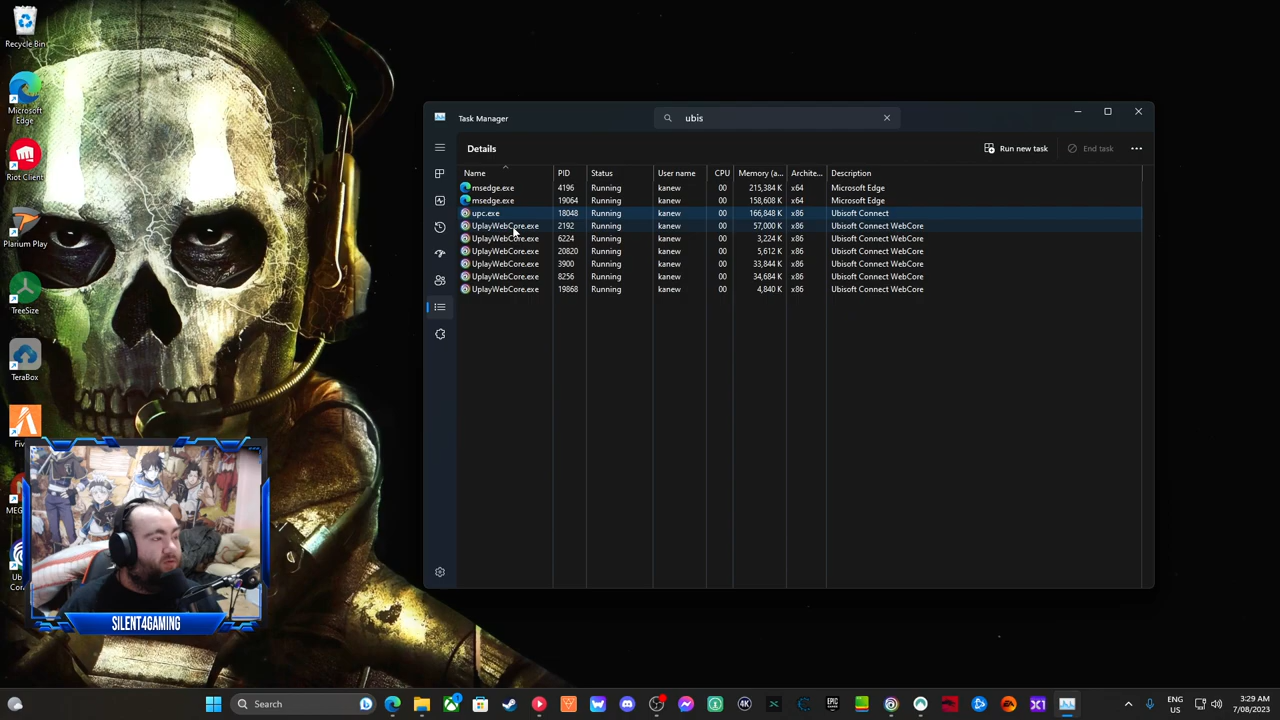 Recycle Bin
Microsoft
Edge
Riot Client
Plarium Play
TreeSize
TeraBox
SILENT4GAMING
Task Manager
ubis
Details
Run new task
End task
Name PID Status User name CPU Memory (a... Archite... Description
msedge.exe 4196 Running kanew 00 215,384 K x64 Microsoft Edge
msedge.exe 19064 Running kanew 00 158,608 K x64 Microsoft Edge
upc.exe 18048 Running kanew 00 166,848 K x86 Ubisoft Connect
UplayWebCore.exe 2192 Running kanew 00 57,000 K x86 Ubisoft Connect WebCore
UplayWebCore.exe 6224 Running kanew 00 3,224 K x86 Ubisoft Connect WebCore
UplayWebCore.exe 20820 Running kanew 00 5,612 K x86 Ubisoft Connect WebCore
UplayWebCore.exe 3900 Running kanew 00 33,844 K x86 Ubisoft Connect WebCore
UplayWebCore.exe 8256 Running kanew 00 34,684 K x86 Ubisoft Connect WebCore
UplayWebCore.exe 19868 Running kanew 00 4,840 K x86 Ubisoft Connect WebCore
Search
EPIC
4K
EA
X1
ENG
US
3:29 AM
7/08/2023